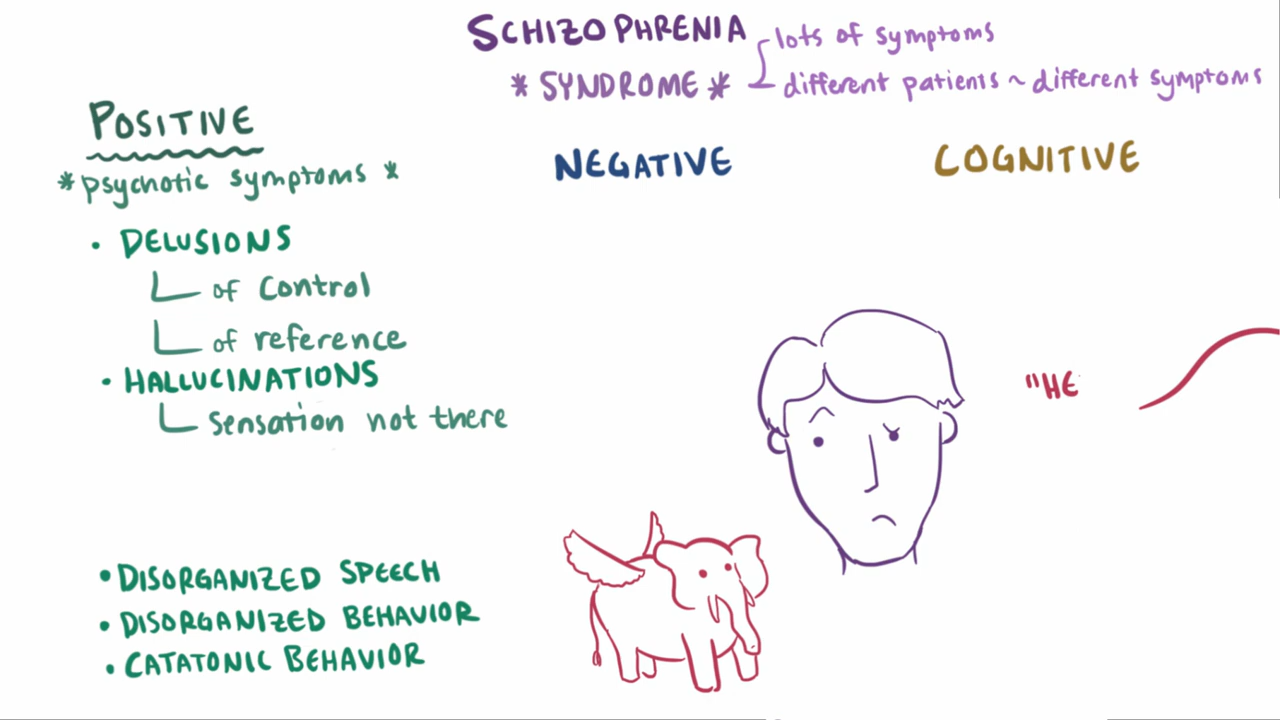 SCHIZOPHRENIA
lots of symptoms
* SYNDROME *
different patients ~ different symptoms
POSITIVE
* psychotic symptoms *
NEGATIVE
COGNITIVE
• DELUSIONS
of control
of reference
• HALLUCINATIONS
sensation not there
"HE
• DISORGANIZED SPEECH
• DISORGANIZED BEHAVIOR
• CATATONIC BEHAVIOR